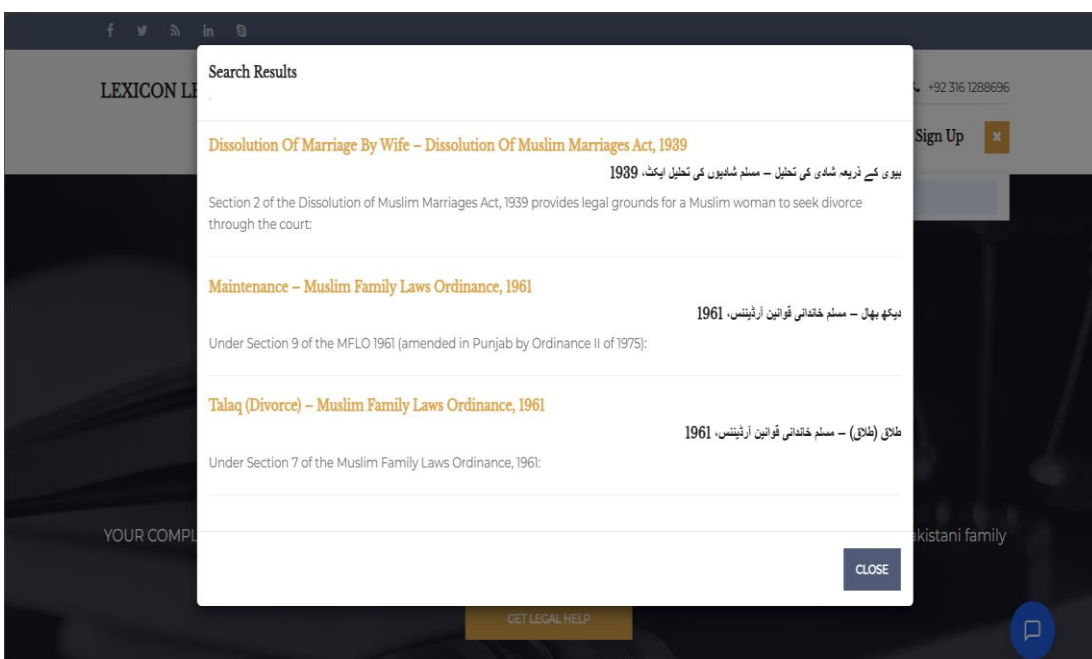 Search Results
LEXICON LE
+92 316 1288696
Sign Up
Dissolution Of Marriage By Wife – Dissolution Of Muslim Marriages Act, 1939
بیوی کے ذریعہ شادی کی تحلیل – مسلم شادیوں کی تحلیل ایکٹ، 1939
Section 2 of the Dissolution of Muslim Marriages Act, 1939 provides legal grounds for a Muslim woman to seek divorce
through the court:
Maintenance – Muslim Family Laws Ordinance, 1961
دیکھ بھال – مسلم خاندانی قوانین آرڈیننس، 1961
Under Section 9 of the MFLO 1961 (amended in Punjab by Ordinance II of 1975):
Talaq (Divorce) – Muslim Family Laws Ordinance, 1961
طلاق (طلاق) – مسلم خاندانی قوانین آرڈیننس، 1961
Under Section 7 of the Muslim Family Laws Ordinance, 1961:
YOUR COMPL
akistani family
CLOSE
GET LEGAL HELP